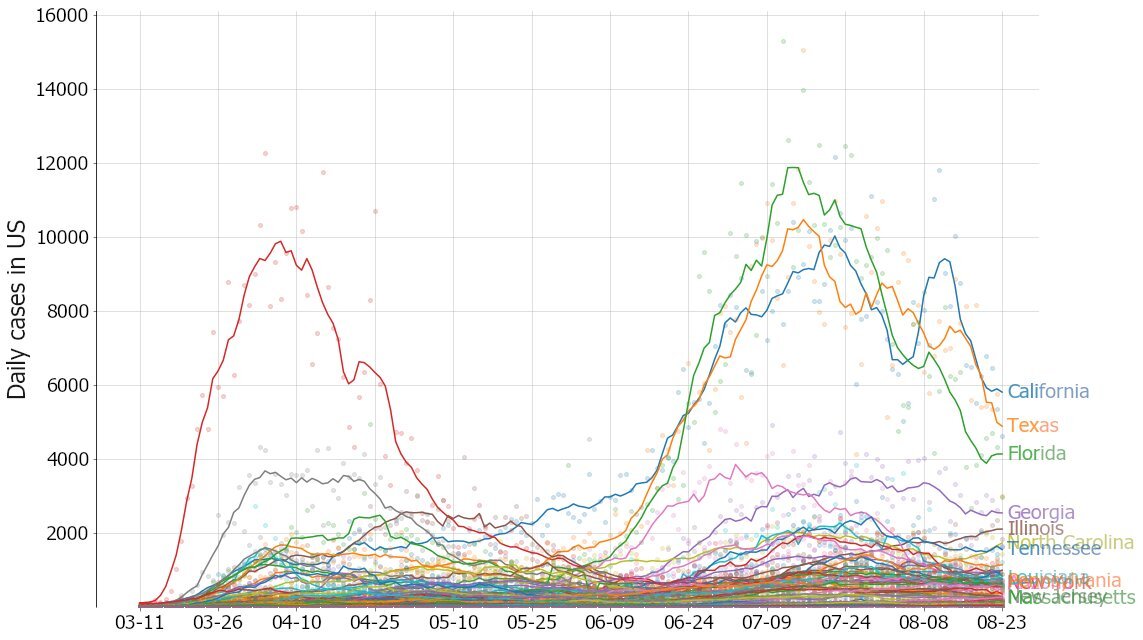 16000
14000
12000
10000
8000
6000
4000
2000
Daily cases in US
California
Texas
Florida
Georgia
Illinois
North Carolina
Tennessee
Louisiana
Massachusetts
03-11 03-26 04-10 04-25 05-10 05-25 06-09 06-24 07-09 07-24 08-08 08-23